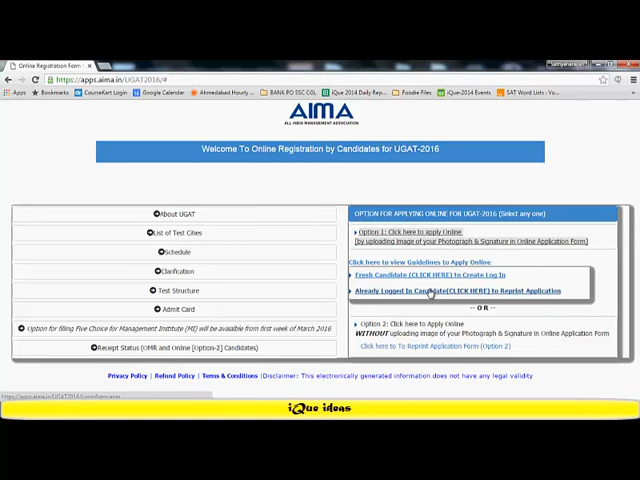 Online Registration Form
https://apps.aima.in/UGAT2016/#
Apps
Bookmarks
CourseKart Login
Google Calendar
Ahmedabad Hourly ...
BANK PO SSC CGL
iQue 2014 Daily Rep...
Foodie Files
iQue-2014 Events
SAT Word Lists : Vo...
AIMA
ALL INDIA MANAGEMENT ASSOCIATION
Welcome To Online Registration by Candidates for UGAT-2016
About UGAT
List of Test Cities
Schedule
Clarification
Test Structure
Admit Card
Option for filling Five Choice for Management Institute (MI) will be available from first week of March 2016
Receipt Status (OMR and Online [Option-2] Candidates)
OPTION FOR APPLYING ONLINE FOR UGAT-2016 (Select any one)
Option 1: Click here to apply Online
[by uploading image of your Photograph & Signature in Online Application Form]
Click here to view Guidelines to Apply Online
Fresh Candidate (CLICK HERE) to Create Log In
Already Logged In Candidate(CLICK HERE) to Reprint Application
-- OR --
Option 2: Click here to Apply Online
WITHOUT uploading image of your Photograph & Signature in Online Application Form
Click here to To Reprint Application Form (Option 2)
Privacy Policy | Refund Policy | Terms & Conditions |Disclaimer: This electronically generated information does not have any legal validity
iQue ideas